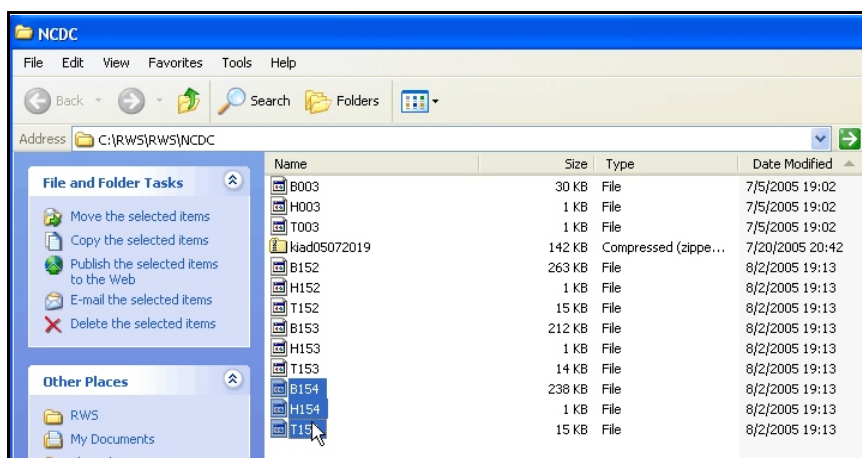 NCDC
File Edit View Favorites Tools Help
Back Search Folders
Address C:\RWS\RWS\NCDC
Name Size Type Date Modified
File and Folder Tasks
Move the selected items
Copy the selected items
Publish the selected items
to the Web
E-mail the selected items
Delete the selected items
Other Places
RWS
My Documents
B003 30 KB File 7/5/2005 19:02
H003 1 KB File 7/5/2005 19:02
T003 1 KB File 7/5/2005 19:02
kiad05072019 142 KB Compressed (zippe... 7/20/2005 20:42
B152 263 KB File 8/2/2005 19:13
H152 1 KB File 8/2/2005 19:13
T152 15 KB File 8/2/2005 19:13
B153 212 KB File 8/2/2005 19:13
H153 1 KB File 8/2/2005 19:13
T153 14 KB File 8/2/2005 19:13
B154 238 KB File 8/2/2005 19:13
H154 1 KB File 8/2/2005 19:13
15 KB File 8/2/2005 19:13